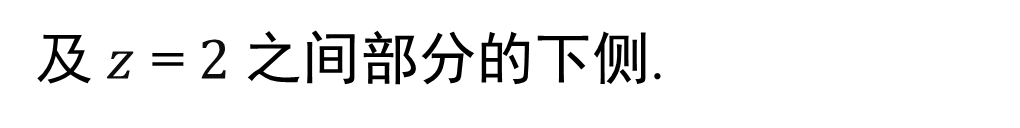 及 z = 2 之间部分的下侧.